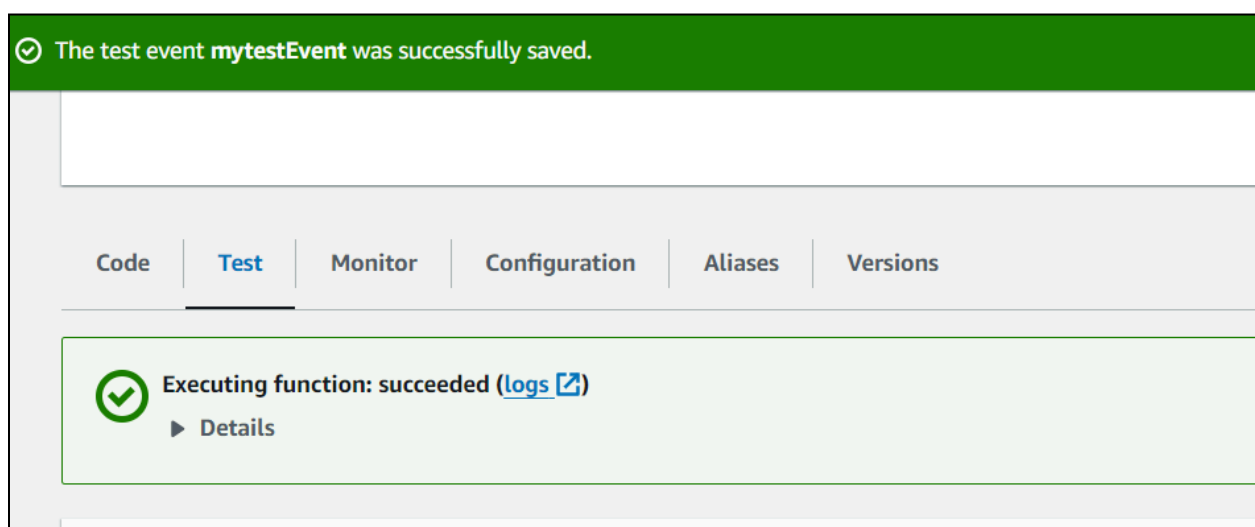 The test event mytestEvent was successfully saved.
Code Test Monitor Configuration Aliases Versions
Executing function: succeeded (logs)
Details